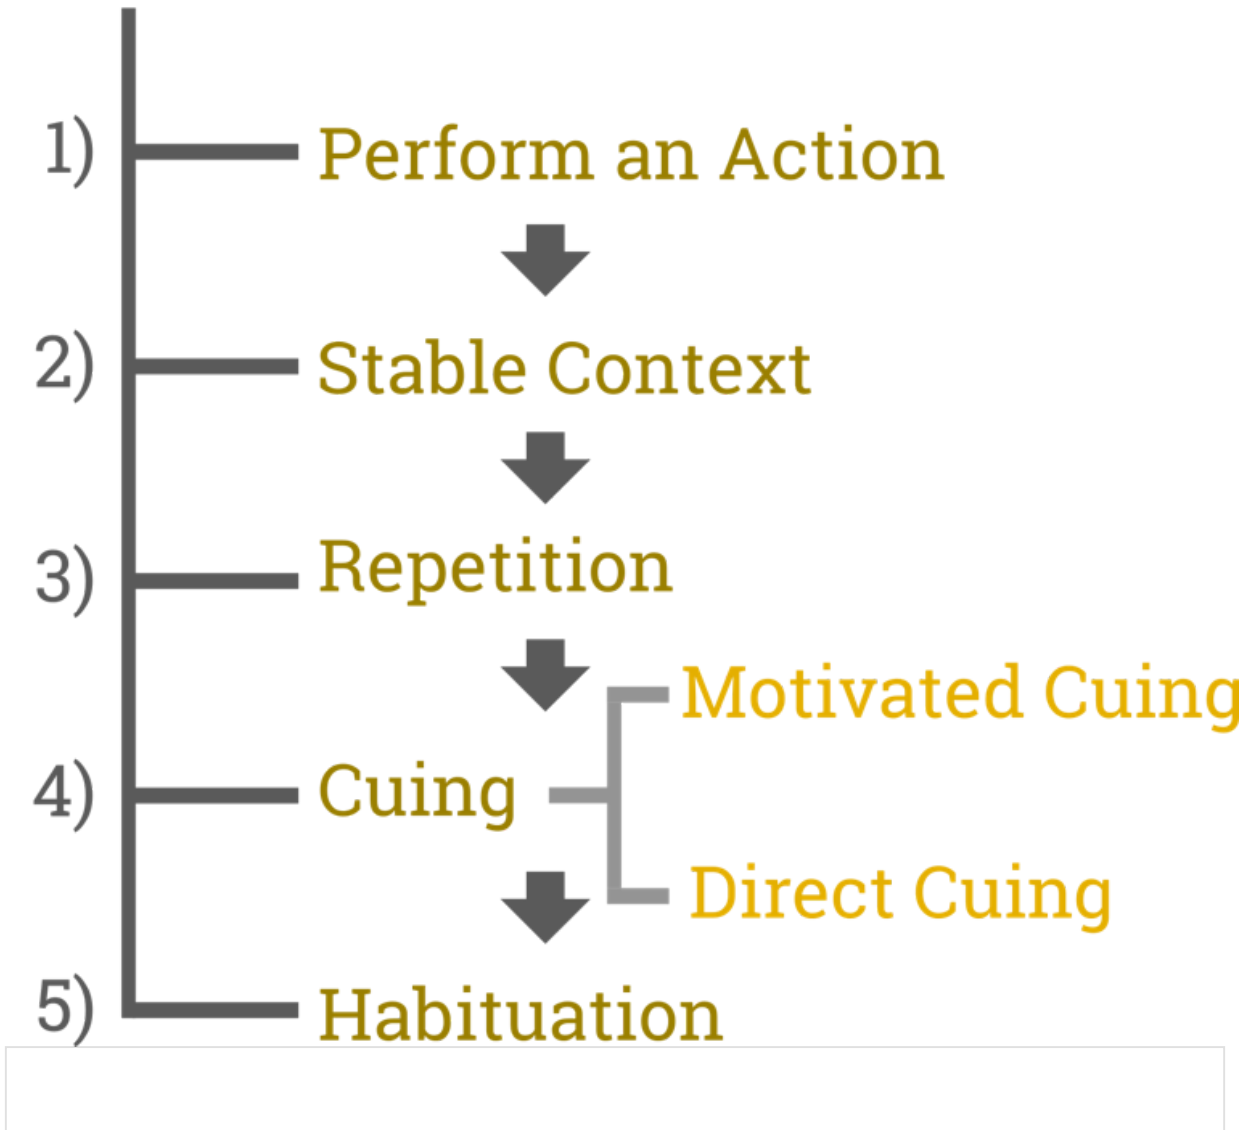 1) Perform an Action
2) Stable Context
3) Repetition
Motivated Cuing
4) Cuing
Direct Cuing
5) Habituation